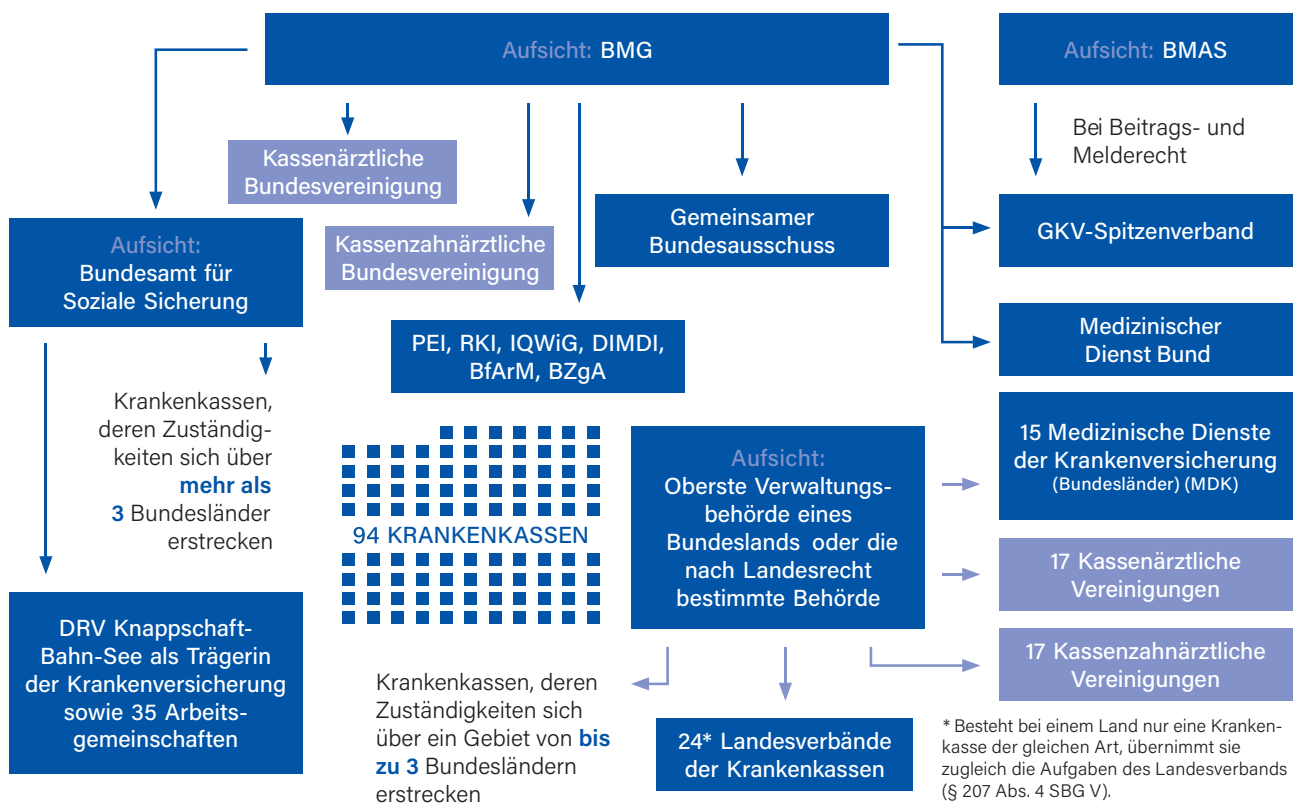 Aufsicht: BMG
Aufsicht: BMAS
Bei Beitrags- und
Melderecht
Kassenärztliche
Bundesvereinigung
Kassenzahnärztliche
Bundesvereinigung
Gemeinsamer
Bundesausschuss
GKV-Spitzenverband
Aufsicht:
Bundesamt für
Soziale Sicherung
PEI, RKI, IQWiG, DIMDI,
BfArM, BZgA
Medizinischer
Dienst Bund
Krankenkassen,
deren Zuständig-
keiten sich über
mehr als
3 Bundesländer
erstrecken
94 KRANKENKASSEN
Aufsicht:
Oberste Verwaltungs-
behörde eines
Bundeslands oder die
nach Landesrecht
bestimmte Behörde
15 Medizinische Dienste
der Krankenversicherung
(Bundesländer) (MDK)
17 Kassenärztliche
Vereinigungen
17 Kassenzahnärztliche
Vereinigungen
DRV Knappschaft-
Bahn-See als Trägerin
der Krankenversicherung
sowie 35 Arbeits-
gemeinschaften
Krankenkassen, deren
Zuständigkeiten sich
über ein Gebiet von bis
zu 3 Bundesländern
erstrecken
24* Landesverbände
der Krankenkassen
* Besteht bei einem Land nur eine Kranken-
kasse der gleichen Art, übernimmt sie
zugleich die Aufgaben des Landesverbands
(§ 207 Abs. 4 SBG V).